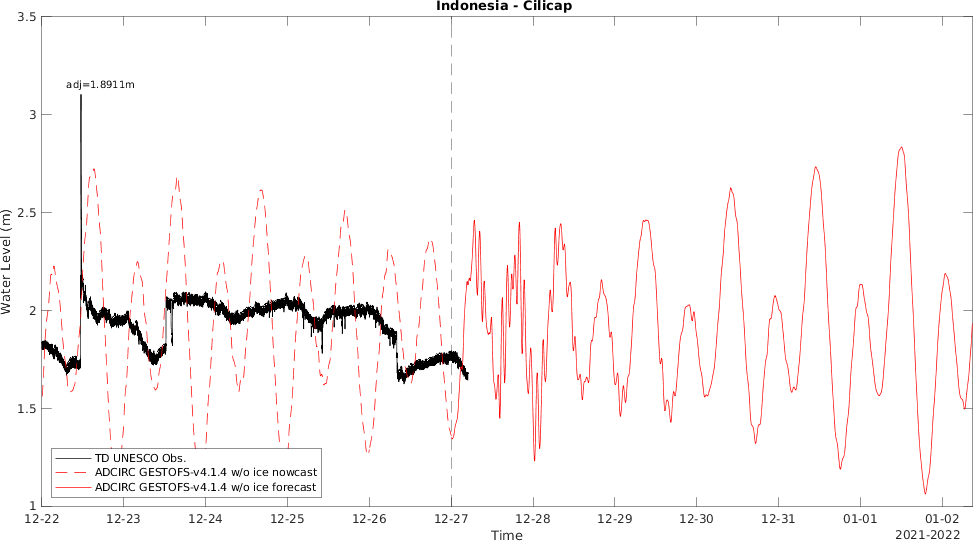 Indonesia - Cilicap
3.5
adj=1.8911m
3
2.5
Water Level (m)
2
1.5
TD UNESCO Obs.
ADCIRC GESTOFS-v4.1.4 w/o ice nowcast
ADCIRC GESTOFS-v4.1.4 w/o ice forecast
1
12-22 12-23 12-24 12-25 12-26 12-27 12-28 12-29 12-30 12-31 01-01 01-02
Time
2021-2022